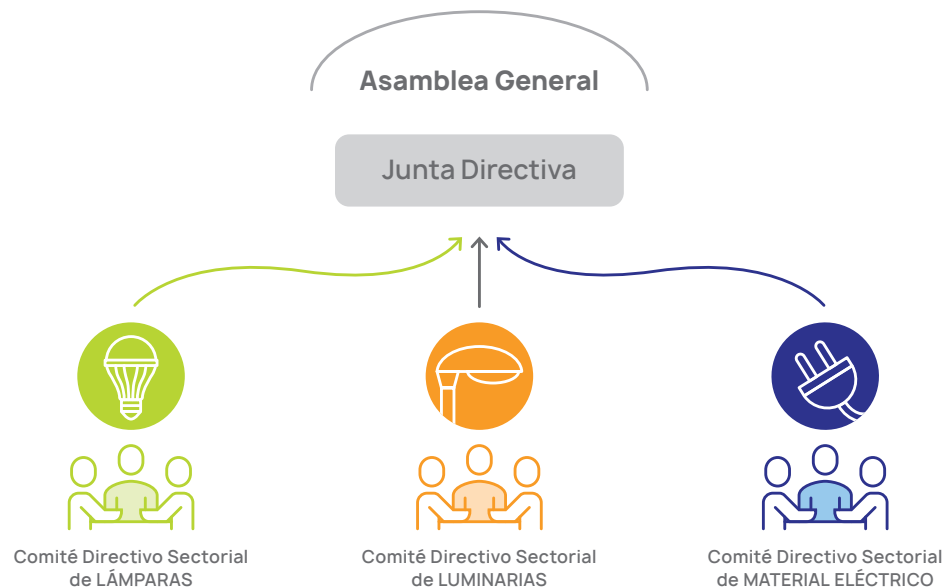 Asamblea General
Junta Directiva
Comité Directivo Sectorial
de LÁMPARAS
Comité Directivo Sectorial
de LUMINARIAS
Comité Directivo Sectorial
de MATERIAL ELÉCTRICO